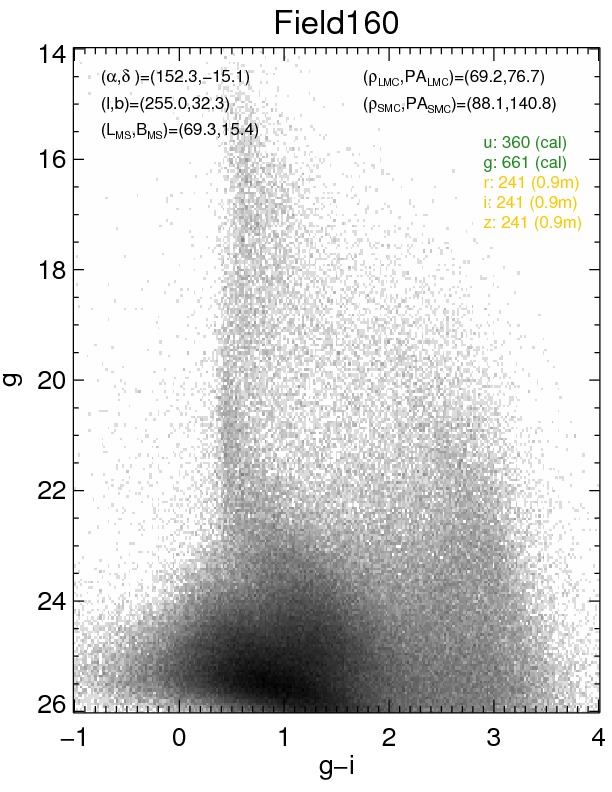 Field160
(α,δ )=(152.3,−15.1)
(ρLMC,PALMC)=(69.2,76.7)
(l,b)=(255.0,32.3)
(ρSMC,PASMC)=(88.1,140.8)
(LMS,BMS)=(69.3,15.4)
u: 360 (cal)
g: 661 (cal)
r: 241 (0.9m)
i: 241 (0.9m)
z: 241 (0.9m)
14
16
18
20
22
24
26
g
−1 0 1 2 3 4
g−i